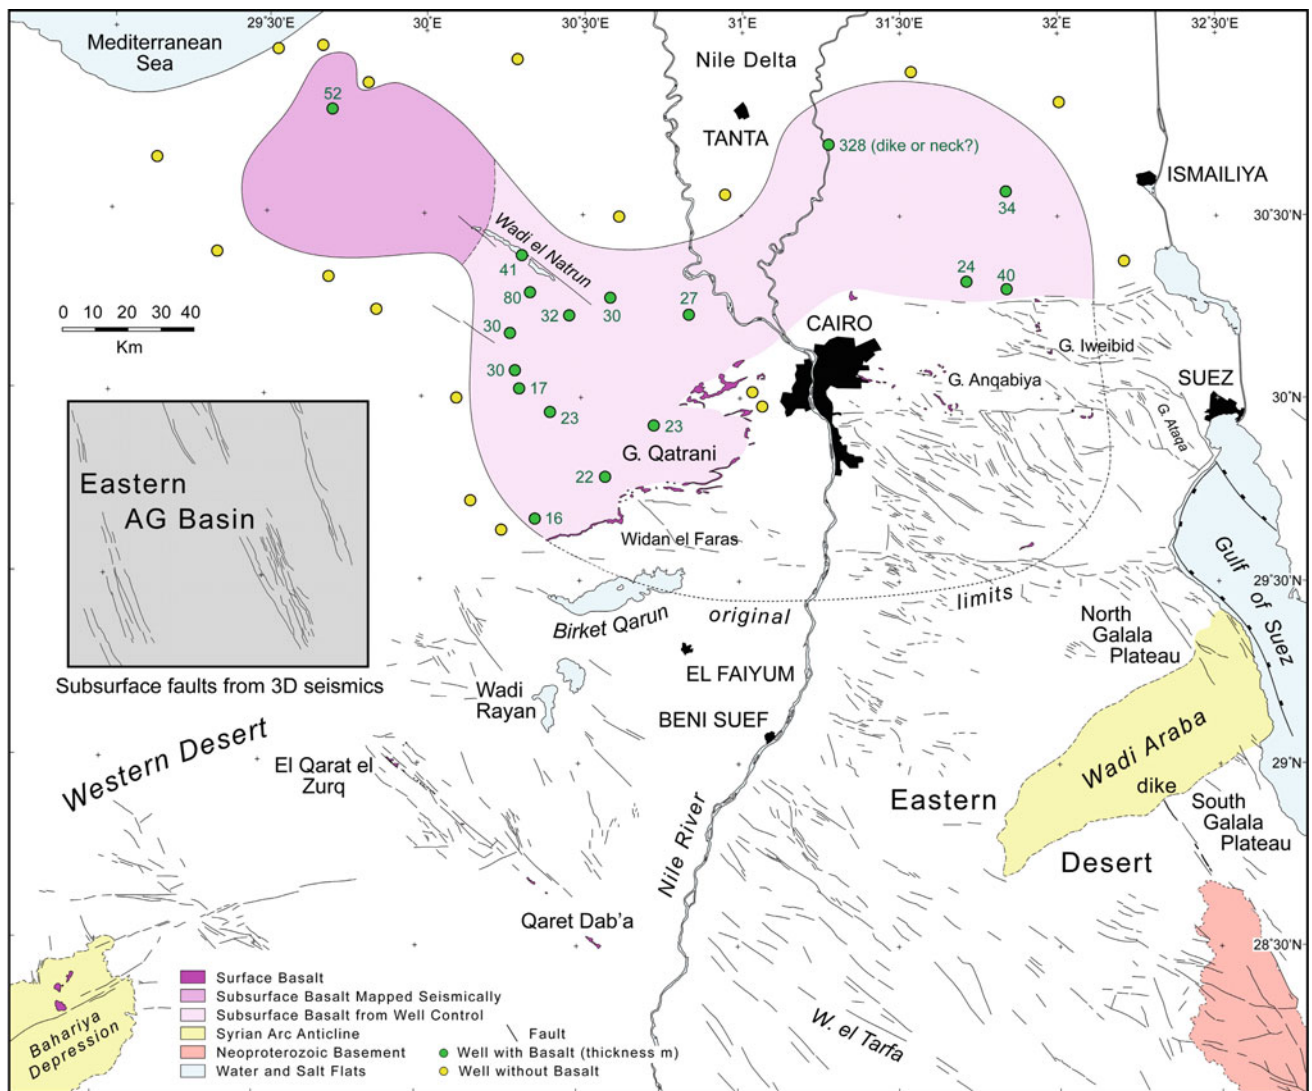 29˚30'E
30˚
30˚30'E
31˚E
31˚30'E
32˚E
32˚30'E
Mediterranean
Sea
Nile Delta
52
TANTA
328 (dike or neck?)
ISMAILIYA
34
30˚30'N
Wadi el Natrun
41
24
40
80
0 10 20 30 40
Km
32
30
27
30
CAIRO
G. Iweibid
30
17
G. Anqabiya
SUEZ
30˚N
23
23
G. Ataqa
G. Qatrani
22
Eastern
AG Basin
16
Widan el Faras
Gulf of Suez
29˚30'N
original limits
Birket Qarun
North
Galala
Plateau
EL FAIYUM
Subsurface faults from 3D seismics
Wadi
Rayan
BENI SUEF
Wadi Araba
Western Desert
El Qarat el
Zurq
29˚N
dike
Eastern
Desert
South
Galala
Plateau
Nile River
Qaret Dab'a
28˚30'N
Bahariya
Depression
W. el Tarfa
Surface Basalt
Subsurface Basalt Mapped Seismically
Subsurface Basalt from Well Control
Syrian Arc Anticline
Fault
Neoproterozoic Basement
Well with Basalt (thickness m)
Water and Salt Flats
Well without Basalt